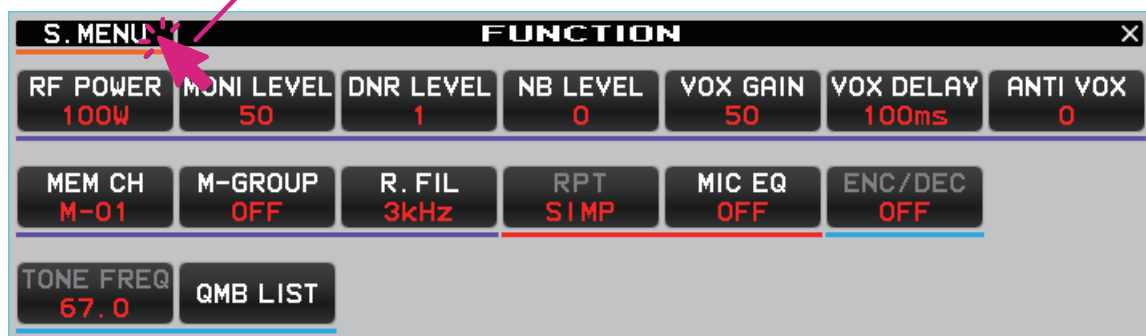 S.MENU FUNCTION X
RF POWER MONI LEVEL DNR LEVEL NB LEVEL VOX GAIN VOX DELAY ANTI VOX
100W 50 1 0 50 100ms 0
MEM CH M-GROUP R.FIL RPT MIC EQ ENC/DEC
M-01 OFF 3kHz SIMP OFF OFF
TONE FREQ QMB LIST
67.0